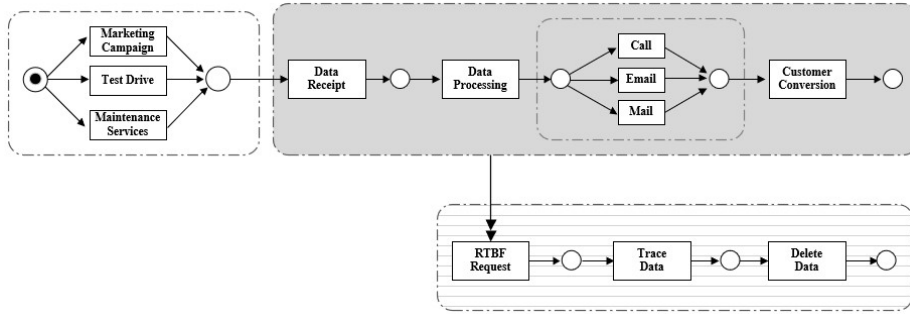 Marketing
Campaign
Test Drive
Maintenance
Services
Data
Receipt
Data
Processing
Call
Email
Mail
Customer
Conversion
RTBF
Request
Trace
Data
Delete
Data